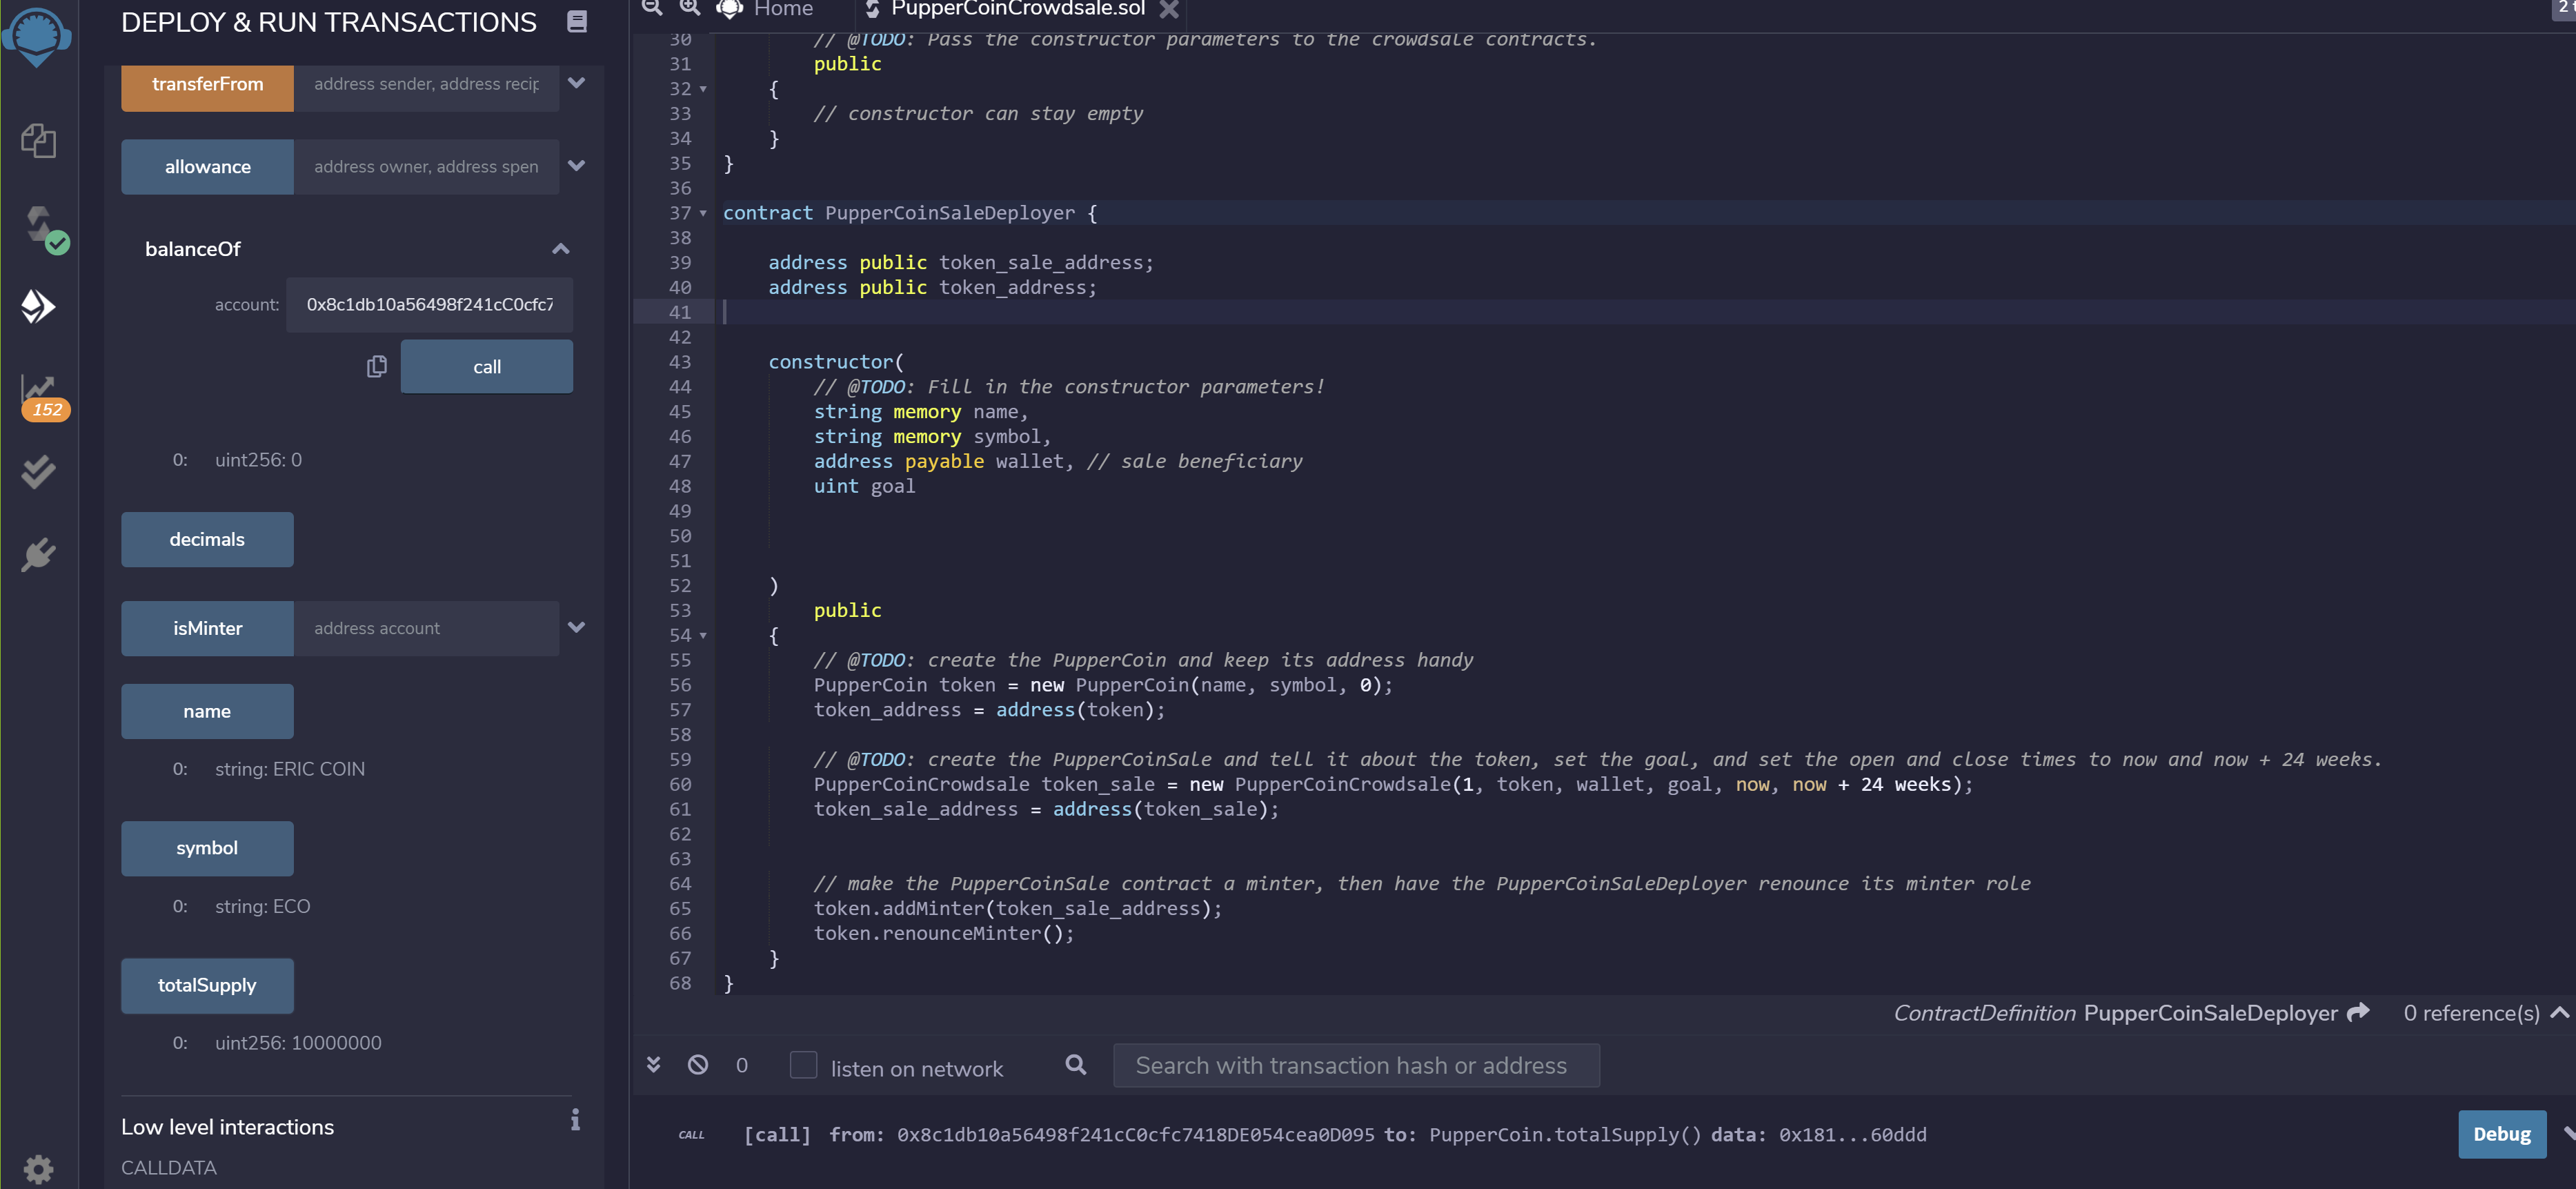 DEPLOY & RUN TRANSACTIONS
transferFrom address sender, address recip
allowance address owner, address spen
balanceOf
account: 0x8c1db10a56498f241cC0cfc7
call
152
0: uint256: 0
decimals
isMinter address account
name
0: string: ERIC COIN
symbol
0: string: ECO
totalSupply
0: uint256: 10000000
Low level interactions
CALLDATA
Home PupperCoinCrowdsale.sol
2
30 // @TODO: Pass the constructor parameters to the crowdsale contracts.
31 public
32 {
33 // constructor can stay empty
34 }
35 }
36
37 contract PupperCoinSaleDeployer {
38
39 address public token_sale_address;
40 address public token_address;
41
42
43 constructor(
44 // @TODO: Fill in the constructor parameters!
45 string memory name,
46 string memory symbol,
47 address payable wallet, // sale beneficiary
48 uint goal
49
50
51
52 )
53 public
54 {
55 // @TODO: create the PupperCoin and keep its address handy
56 PupperCoin token = new PupperCoin(name, symbol, 0);
57 token_address = address(token);
58
59 // @TODO: create the PupperCoinSale and tell it about the token, set the goal, and set the open and close times to now and now + 24 weeks.
60 PupperCoinCrowdsale token_sale = new PupperCoinCrowdsale(1, token, wallet, goal, now, now + 24 weeks);
61 token_sale_address = address(token_sale);
62
63
64 // make the PupperCoinSale contract a minter, then have the PupperCoinSaleDeployer renounce its minter role
65 token.addMinter(token_sale_address);
66 token.renounceMinter();
67 }
68 }
ContractDefinition PupperCoinSaleDeployer 0 reference(s)
0 listen on network Search with transaction hash or address
CALL [call] from: 0x8c1db10a56498f241cC0cfc7418DE054cea0D095 to: PupperCoin.totalSupply() data: 0x181...60ddd Debug